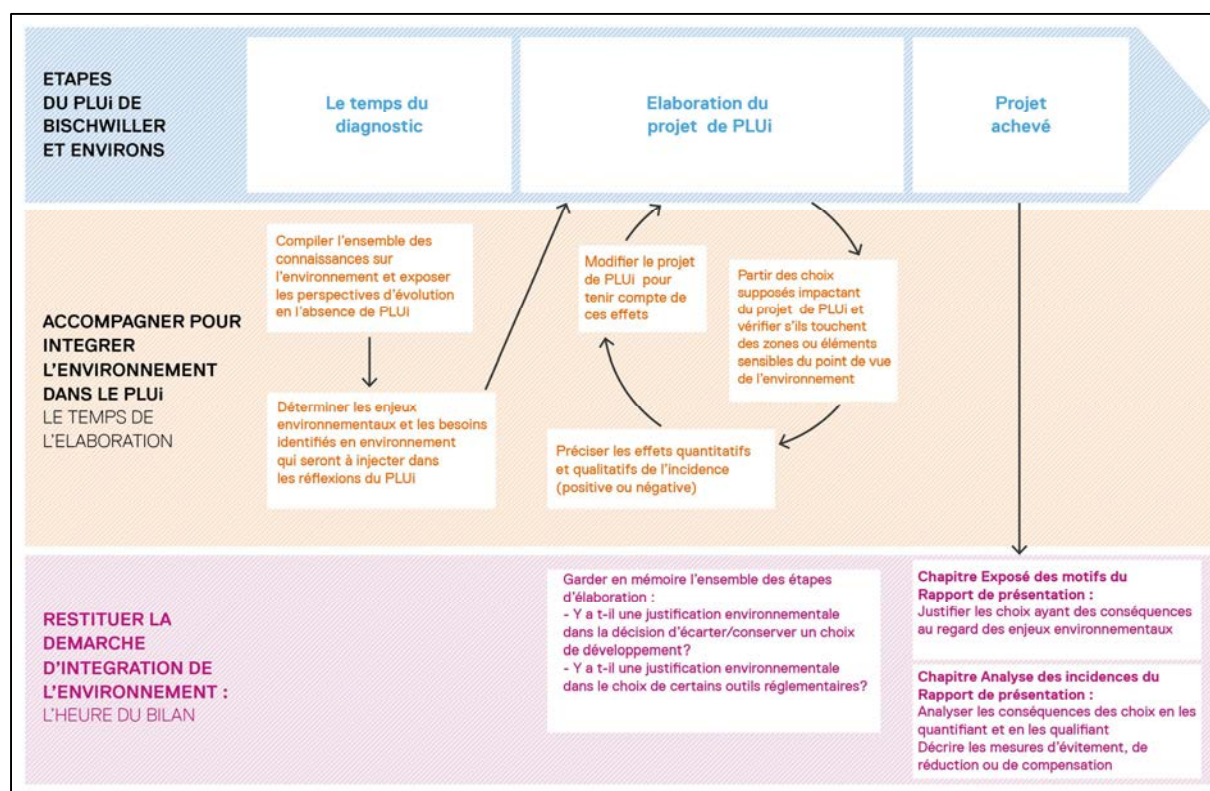 ETAPES
DU PLUi DE
BISCHWILLER
ET ENVIRONS
Le temps du
diagnostic
Elaboration du
projet de PLUi
Projet
achevé
ACCOMPAGNER POUR
INTEGRER
L'ENVIRONNEMENT
DANS LE PLUi
LE TEMPS DE
L'ELABORATION
Compiler l'ensemble des
connaissances sur
l'environnement et exposer
les perspectives d'évolution
en l'absence de PLUi
Déterminer les enjeux
environnementaux et les besoins
identifiés en environnement
qui seront à injecter dans
les réflexions du PLUi
Modifier le projet
de PLUi pour
tenir compte de
ces effets
Partir des choix
supposés impactant
du projet de PLUi et
vérifier s'ils touchent
des zones ou éléments
sensibles du point de vue
de l'environnement
Préciser les effets quantitatifs
et qualitatifs de l'incidence
(positive ou négative)
RESTITUER LA
DEMARCHE
D'INTEGRATION DE
L'ENVIRONNEMENT :
L'HEURE DU BILAN
Garder en mémoire l'ensemble des étapes
d'élaboration :
- Y a t-il une justification environnementale
dans la décision d'écarter/conserver un choix
de développement?
- Y a t-il une justification environnementale
dans le choix de certains outils réglementaires?
Chapitre Exposé des motifs du
Rapport de présentation :
Justifier les choix ayant des conséquences
au regard des enjeux environnementaux
Chapitre Analyse des incidences du
Rapport de présentation :
Analyser les conséquences des choix en les
quantifiant et en les qualifiant
Décrire les mesures d'évitement, de
réduction ou de compensation